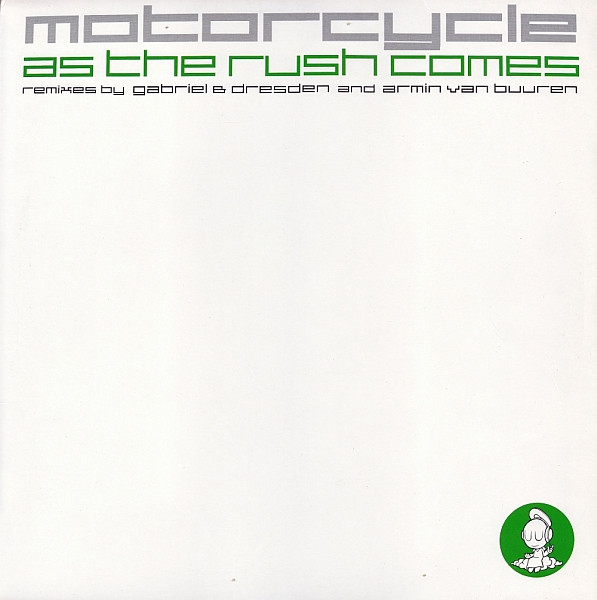 motorcycle
as the rush comes
remixes by gabriel & dresden and armin van buuren